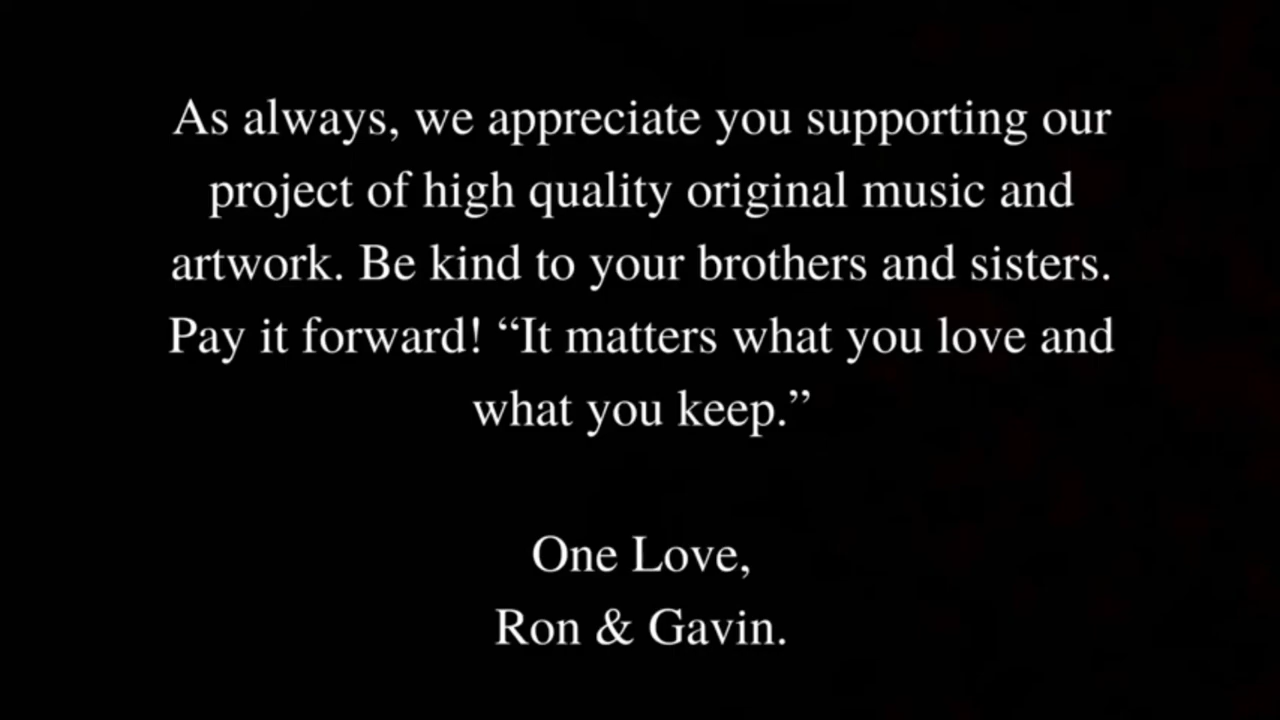 As always, we appreciate you supporting our
project of high quality original music and
artwork. Be kind to your brothers and sisters.
Pay it forward! “It matters what you love and
what you keep.”
One Love,
Ron & Gavin.